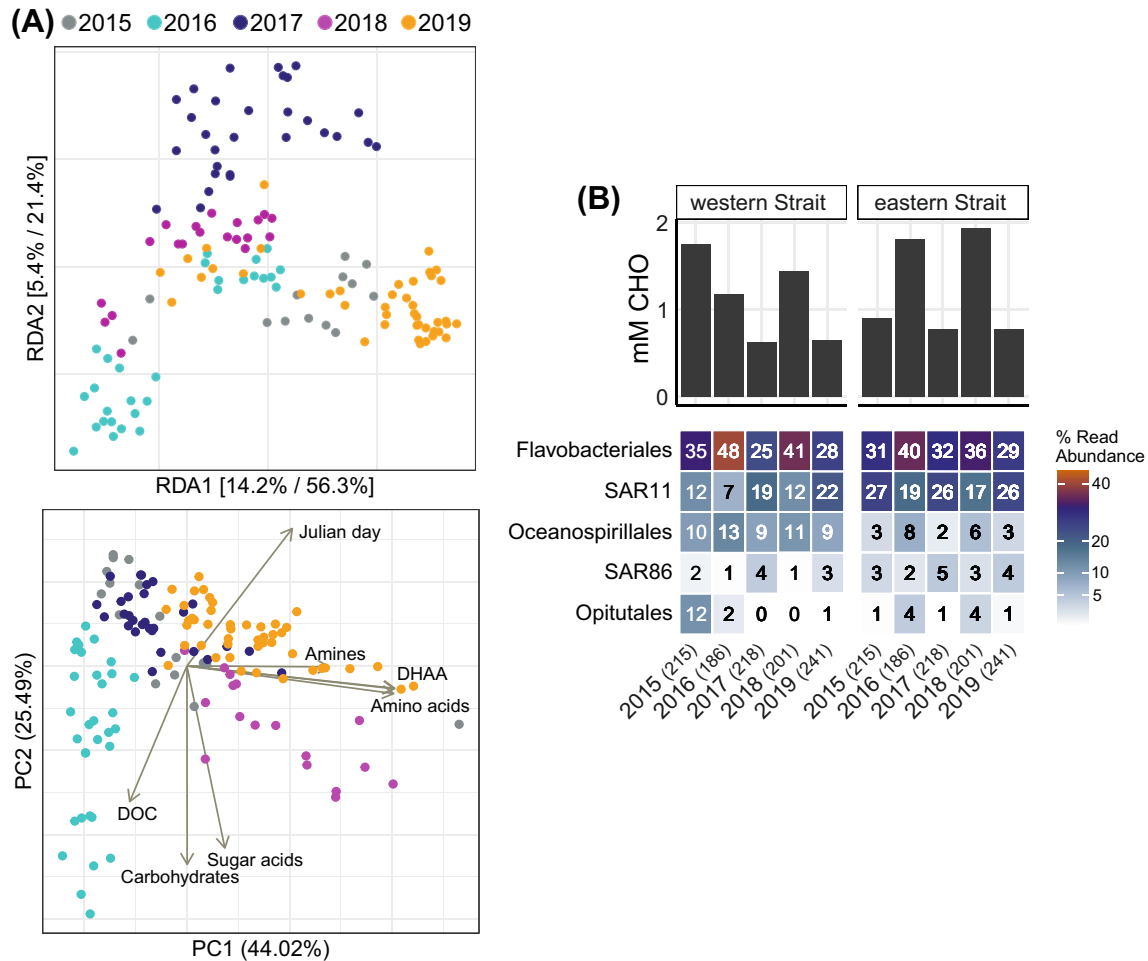 (A) 2015 2016 2017 2018 2019
RDA2 [5.4% / 21.4%]
RDA1 [14.2% / 56.3%]
Julian day
Amines
DHAA
Amino acids
DOC
Sugar acids
Carbohydrates
PC2 (25.49%)
PC1 (44.02%)
(B)
western Strait eastern Strait
mM CHO
2
1
0
Flavobacteriales 35 48 25 41 28 31 40 32 36 29
SAR11 12 7 19 12 22 27 19 26 17 26
Oceanospirillales 10 13 9 11 9 3 8 2 6 3
SAR86 2 1 4 1 3 3 2 5 3 4
Opitutales 12 2 0 0 1 1 4 1 4 1
2015 (215) 2016 (186) 2017 (218) 2018 (201) 2019 (241) 2015 (215) 2016 (186) 2017 (218) 2018 (201) 2019 (241)
% Read
Abundance
40
20
10
5